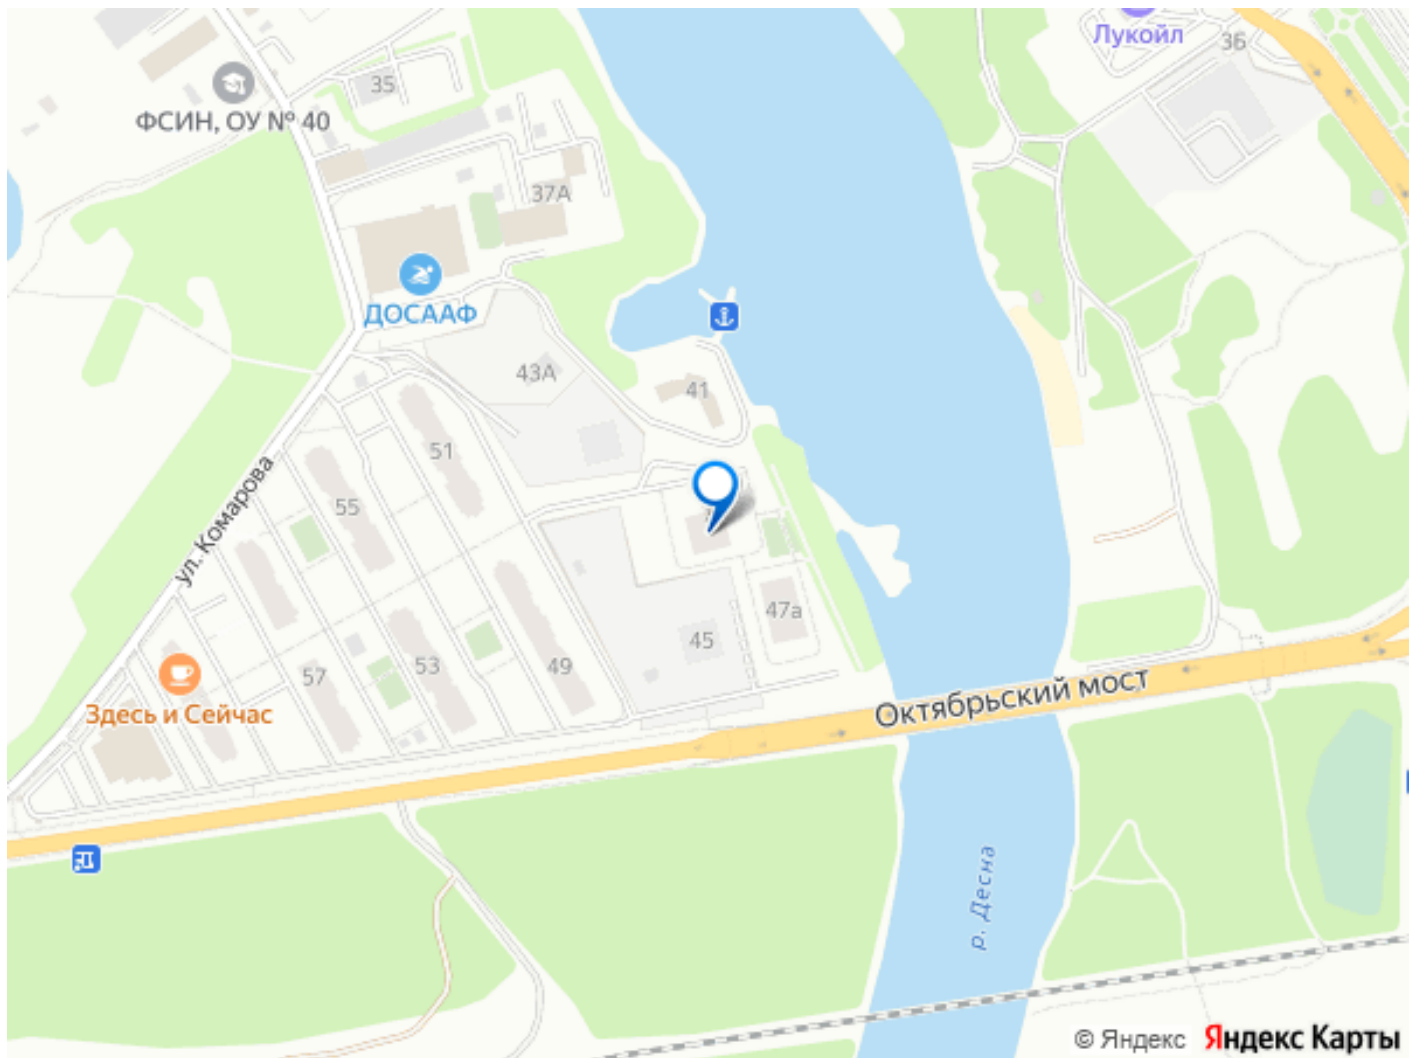 Лукойл
36
35
ФСИН, ОУ № 40
37А
ДОСААФ
43А
41
51
55
ул. Комарова
47а
45
49
53
57
Здесь и Сейчас
Октябрьский мост
р. Десна
© Яндекс Яндекс Карты